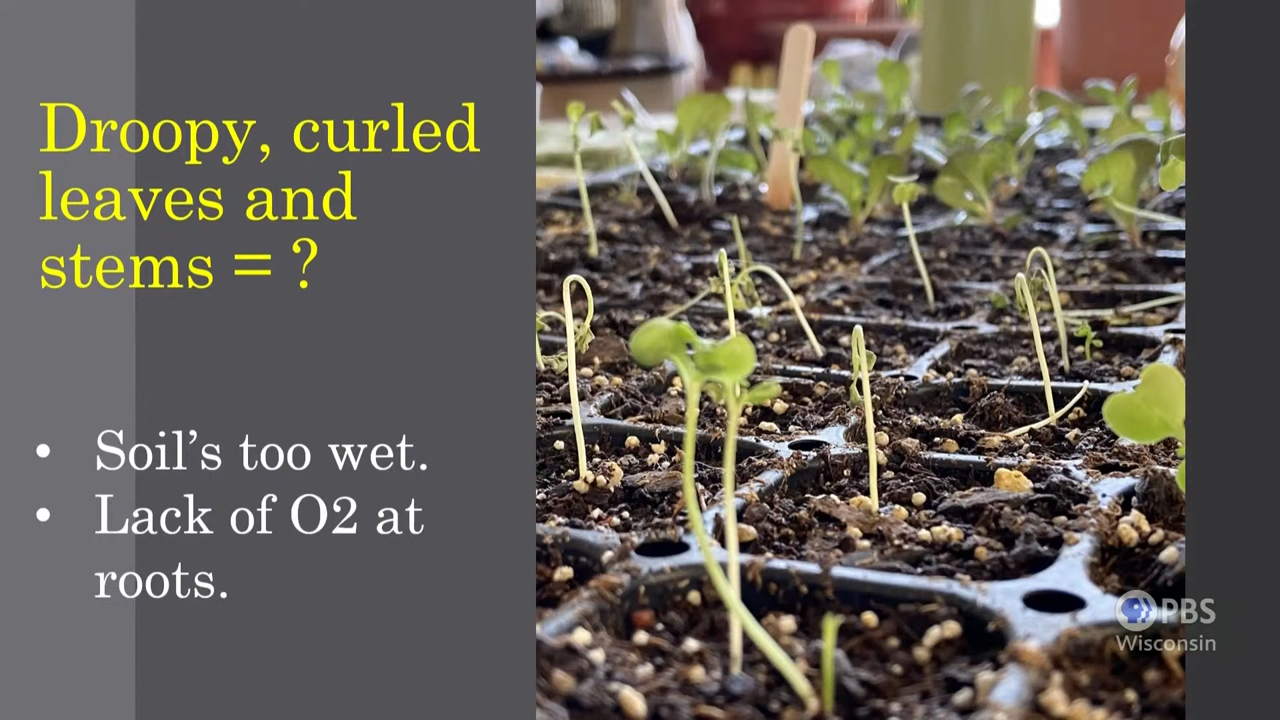 Droopy, curled
leaves and
stems = ?
• Soil's too wet.
• Lack of O2 at
roots.
PBS
Wisconsin